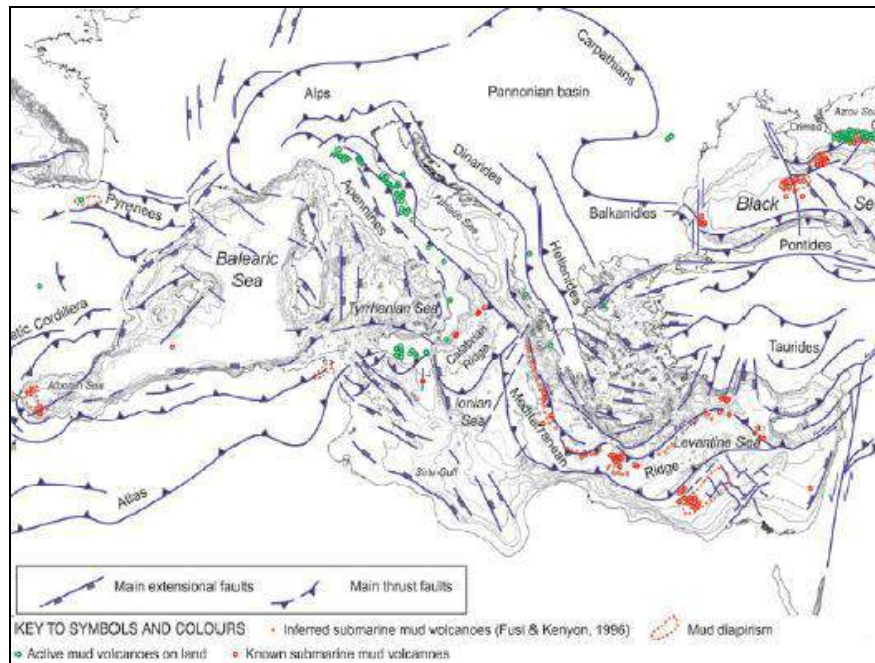 Carpathians
Alps
Pannonian basin
Azrov Sea
Crimea
Dinarides
Apennines
Pyrenees
Balkanides
Black Se
Pontides
Balearic
Sea
Hellenides
Tyrrhenian Sea
etic Cordillera
Calabrian
Ridge
Taurides
Alboran Sea
Ionian
Sea
Mediterranean
Ridge
Levantine Sea
Sirte Gulf
Atlas
Main extensional faults
Main thrust faults
KEY TO SYMBOLS AND COLOURS
Inferred submarine mud volcanoes (Fusi & Kenyon, 1996)
Mud diapirism
Active mud volcanoes on land
Known submarine mud volcanoes